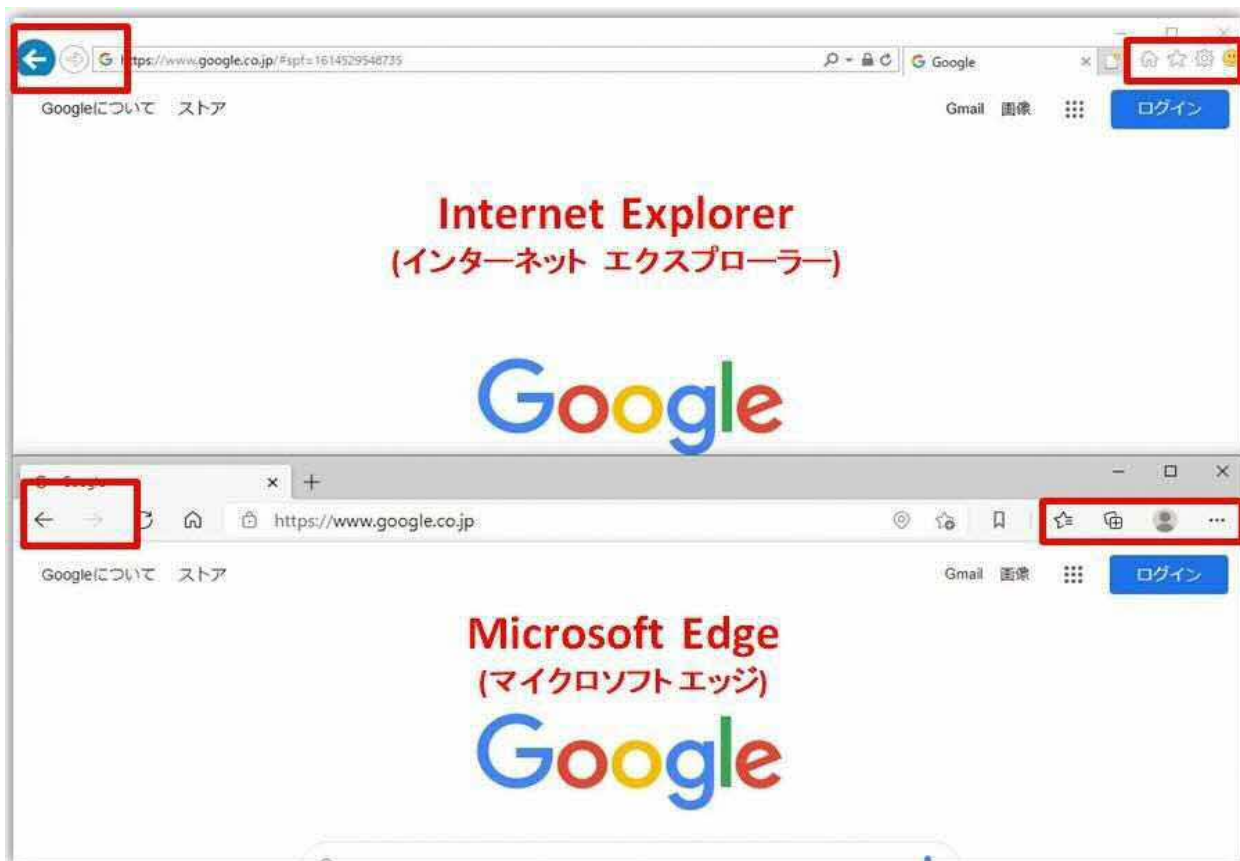 https://www.google.co.jp/#spf=1614529548735
Google
Googleについて ストア
Gmail 画像 ログイン
Internet Explorer
(インターネット エクスプローラー)
Google
Google
https://www.google.co.jp
Googleについて ストア
Gmail 画像 ログイン
Microsoft Edge
(マイクロソフト エッジ)
Google